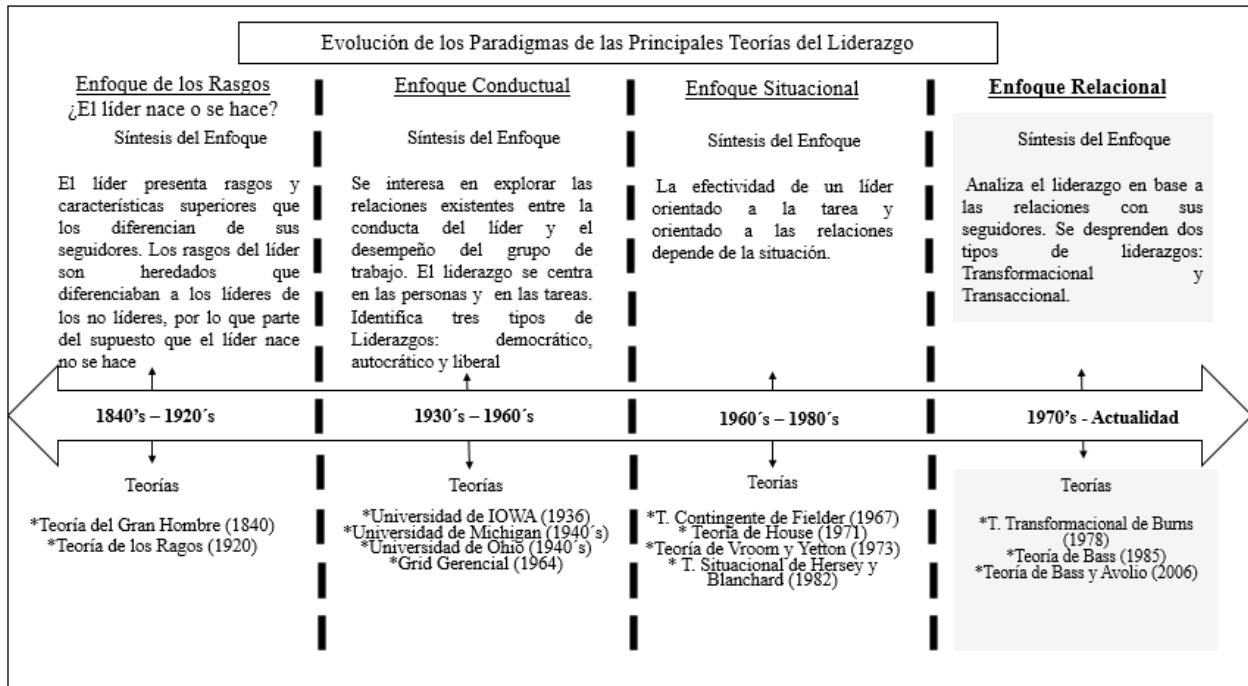 Evolución de los Paradigmas de las Principales Teorías del Liderazgo
Enfoque de los Rasgos
¿El líder nace o se hace?
Síntesis del Enfoque
El líder presenta rasgos y
características superiores que
los diferencian de sus
seguidores. Los rasgos del líder
son heredados que
diferenciaban a los líderes de
los no líderes, por lo que parte
del supuesto que el líder nace
no se hace
Enfoque Conductual
Síntesis del Enfoque
Se interesa en explorar las
relaciones existentes entre la
conducta del líder y el
desempeño del grupo de
trabajo. El liderazgo se centra
en las personas y en las tareas.
Identifica tres tipos de
Liderazgos: democrático,
autocrático y liberal
Enfoque Situacional
Síntesis del Enfoque
La efectividad de un líder
orientado a la tarea y
orientado a las relaciones
depende de la situación.
Enfoque Relacional
Síntesis del Enfoque
Analiza el liderazgo en base a
las relaciones con sus
seguidores. Se desprenden dos
tipos de liderazgos:
Transformacional y
Transaccional.
1840's – 1920´s
1930´s – 1960´s
1960´s – 1980´s
1970's - Actualidad
Teorías
*Teoría del Gran Hombre (1840)
*Teoría de los Ragos (1920)
Teorías
*Universidad de IOWA (1936)
*Universidad de Michigan (1940´s)
*Universidad de Ohio (1940´s)
*Grid Gerencial (1964)
Teorías
*T. Contingente de Fielder (1967)
* Teoría de House (1971)
*Teoría de Vroom y Yetton (1973)
* T. Situacional de Hersey y
Blanchard (1982)
Teorías
*T. Transformacional de Burns
(1978)
*Teoría de Bass (1985)
*Teoría de Bass y Avolio (2006)